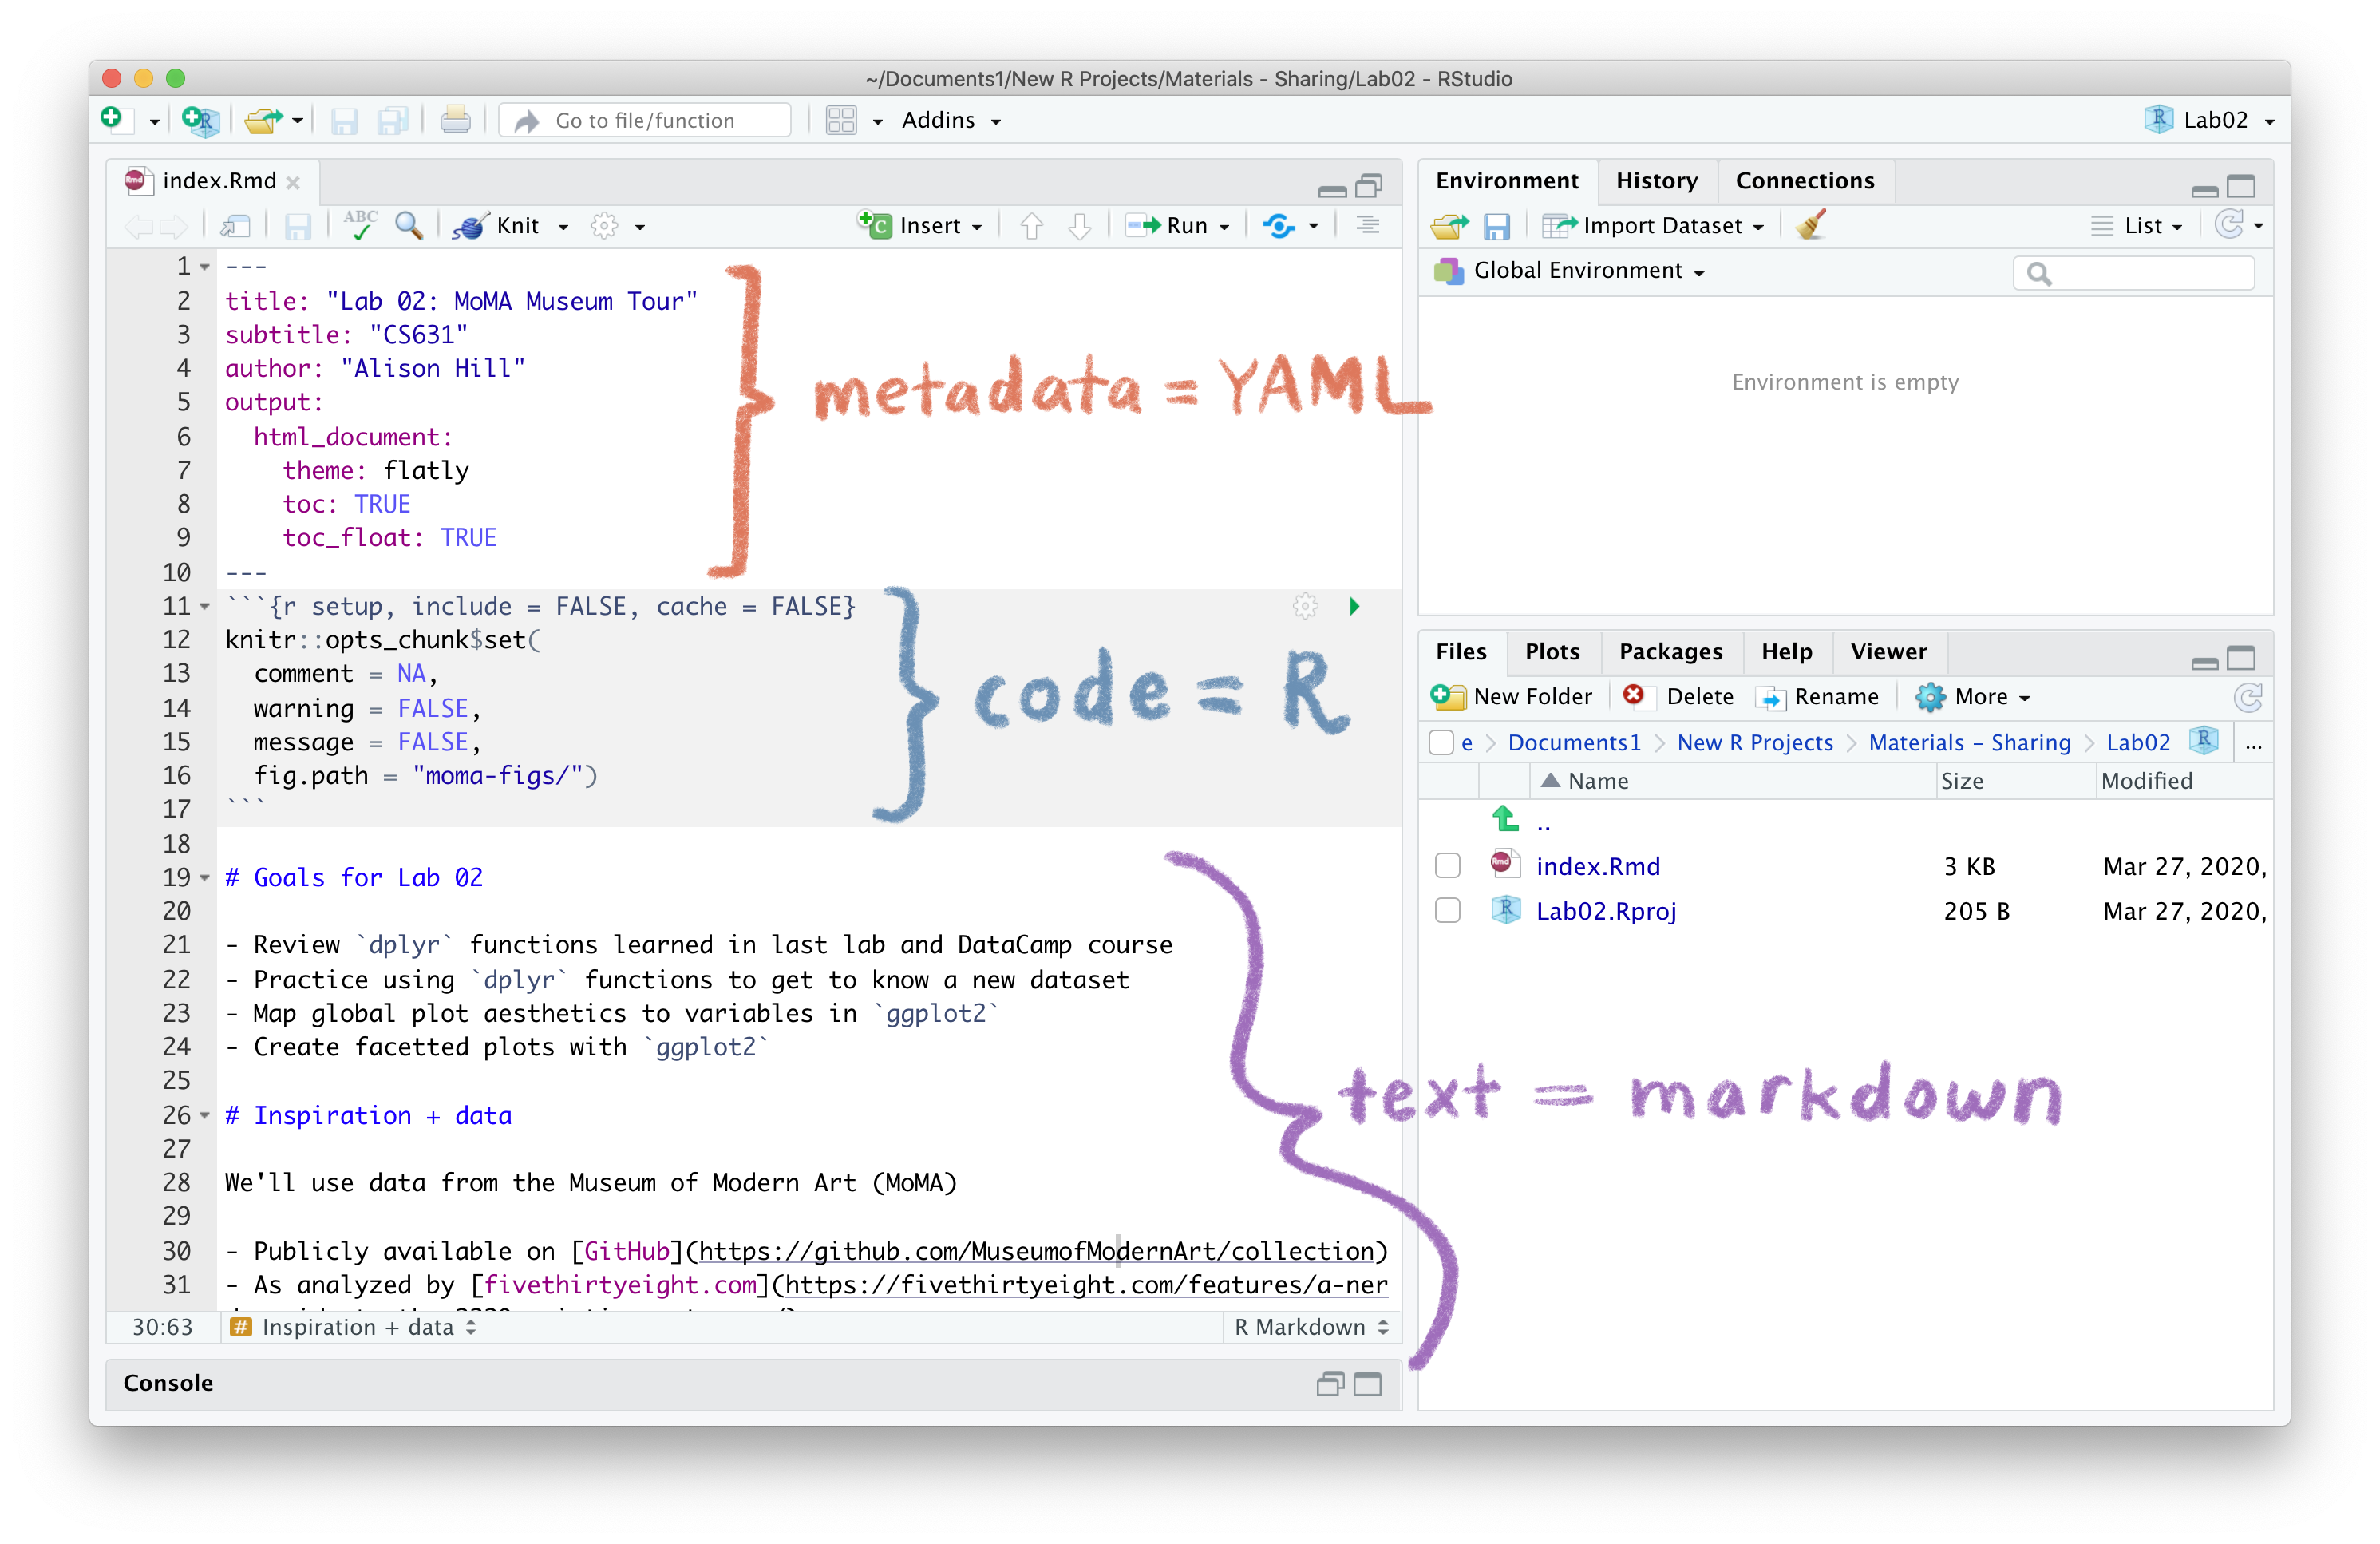 ~/Documents1/New R Projects/Materials - Sharing/Lab02 - RStudio
Go to file/function
Addins
Lab02
index.Rmd
ABC
Knit
Insert
Run
1 ---
2 title: "Lab 02: MoMA Museum Tour"
3 subtitle: "CS631"
4 author: "Alison Hill"
5 output:
6 html_document:
7 theme: flatly
8 toc: TRUE
9 toc_float: TRUE
10 ---
metadata = YAML
11 ```{r setup, include = FALSE, cache = FALSE}
12 knitr::opts_chunk$set(
13 comment = NA,
14 warning = FALSE,
15 message = FALSE,
16 fig.path = "moma-figs/")
17 ```
code = R
18
19 # Goals for Lab 02
20
21 - Review `dplyr` functions learned in last lab and DataCamp course
22 - Practice using `dplyr` functions to get to know a new dataset
23 - Map global plot aesthetics to variables in `ggplot2`
24 - Create facetted plots with `ggplot2`
25
26 # Inspiration + data
27
28 We'll use data from the Museum of Modern Art (MoMA)
29
30 - Publicly available on [GitHub](https://github.com/MuseumofModernArt/collection)
31 - As analyzed by [fivethirtyeight.com](https://fivethirtyeight.com/features/a-ner
text = markdown
30:63
# Inspiration + data
R Markdown
Console
Environment
History
Connections
Import Dataset
List
Global Environment
Environment is empty
Files
Plots
Packages
Help
Viewer
New Folder
Delete
Rename
More
e > Documents1 > New R Projects > Materials - Sharing > Lab02
...
Name Size Modified
..
index.Rmd 3 KB Mar 27, 2020,
Lab02.Rproj 205 B Mar 27, 2020,